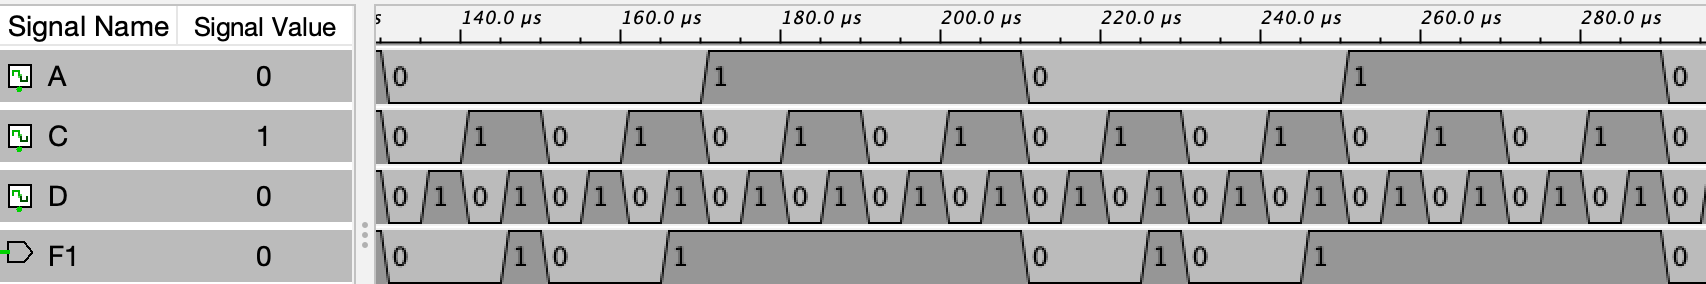 Signal Name Signal Value s 140.0 µs 160.0 µs 180.0 µs 200.0 µs 220.0 µs 240.0 µs 260.0 µs 280.0 µs
A 0 0 1 0 1 0
C 1 0 1 0 1 0 1 0 1 0 1 0 1 0 1 0 1 0
D 0 0 1 0 1 0 1 0 1 0 1 0 1 0 1 0 1 0 1 0 1 0 1 0 1 0 1 0 1 0 1 0 1 0
F1 0 0 1 0 1 0 1 0 1 0